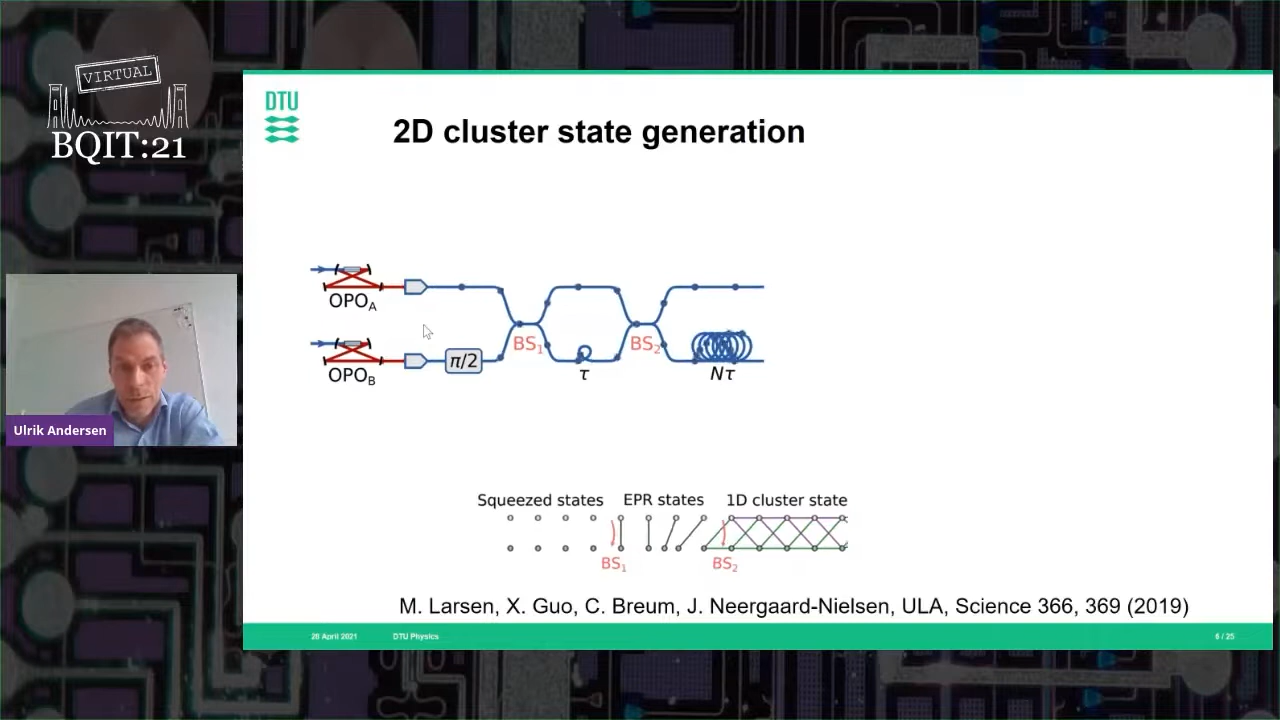 VIRTUAL
BQIT:21
DTU
2D cluster state generation
OPOA
OPOB
π/2
BS1
τ
BS2
Nτ
Ulrik Andersen
Squeezed states EPR states 1D cluster state
BS1
BS2
M. Larsen, X. Guo, C. Breum, J. Neergaard-Nielsen, ULA, Science 366, 369 (2019)
26 April 2021 DTU Physics 6 / 25